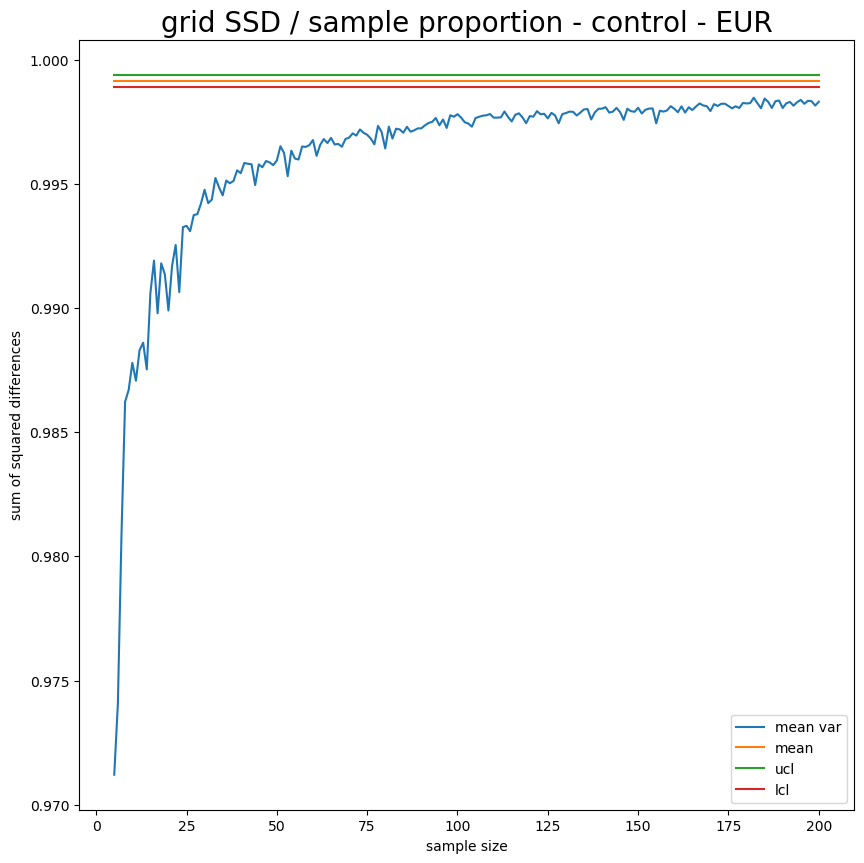 grid SSD / sample proportion - control - EUR
1.000
0.995
0.990
0.985
0.980
0.975
0.970
sum of squared differences
mean var
mean
ucl
lcl
0
25
50
75
100
125
150
175
200
sample size